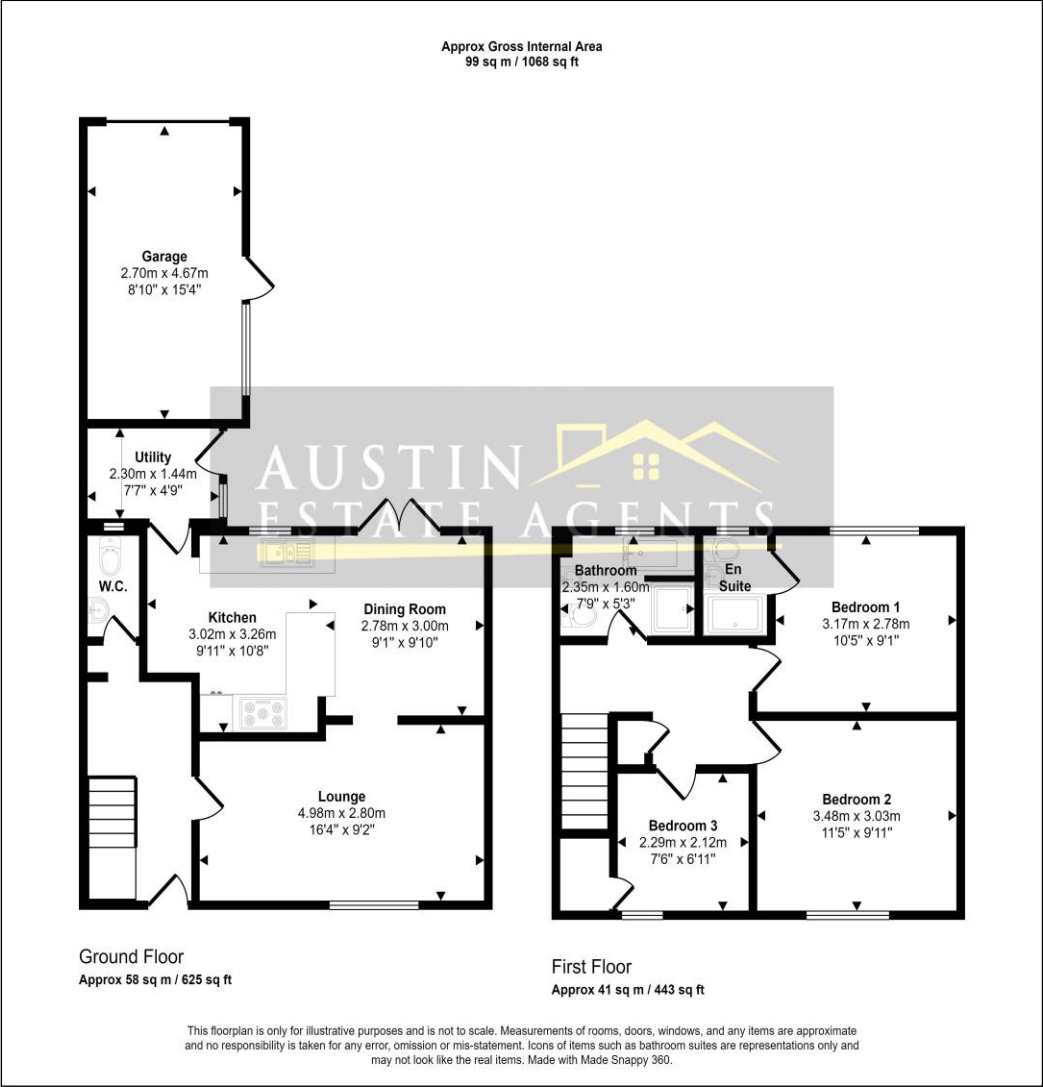 Approx Gross Internal Area
99 sq m / 1068 sq ft
Garage
2.70m x 4.67m
8'10" x 15'4"
Utility
2.30m x 1.44m
7'7" x 4'9"
AUSTIN
ESTATE AGENTS
W.C.
Kitchen
3.02m x 3.26m
9'11" x 10'8"
Dining Room
2.78m x 3.00m
9'1" x 9'10"
Lounge
4.98m x 2.80m
16'4" x 9'2"
Bathroom
2.35m x 1.60m
7'9" x 5'3"
En
Suite
Bedroom 1
3.17m x 2.78m
10'5" x 9'1"
Bedroom 2
3.48m x 3.03m
11'5" x 9'11"
Bedroom 3
2.29m x 2.12m
7'6" x 6'11"
Ground Floor
Approx 58 sq m / 625 sq ft
First Floor
Approx 41 sq m / 443 sq ft
This floorplan is only for illustrative purposes and is not to scale. Measurements of rooms, doors, windows, and any items are approximate
and no responsibility is taken for any error, omission or mis-statement. Icons of items such as bathroom suites are representations only and
may not look like the real items. Made with Made Snappy 360.